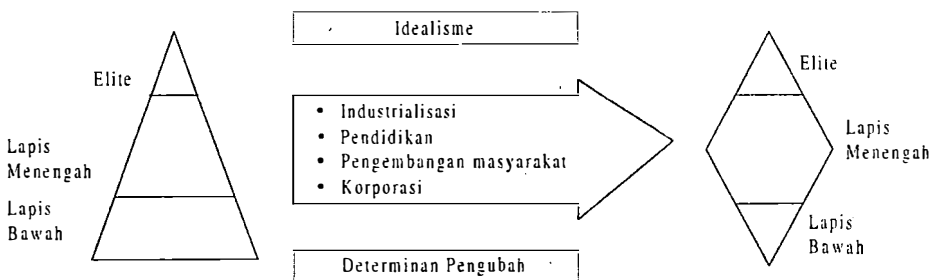 Idealisme
Elite
Lapis
Menengah
Lapis
Bawah
• Industrialisasi
• Pendidikan
• Pengembangan masyarakat
• Korporasi
Determinan Pengubah
Elite
Lapis
Menengah
Lapis
Bawah